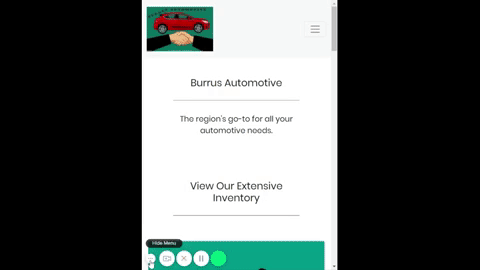 Burrus Automotive
The region's go-to for all your
automotive needs.
View Our Extensive
Inventory
Hide Menu